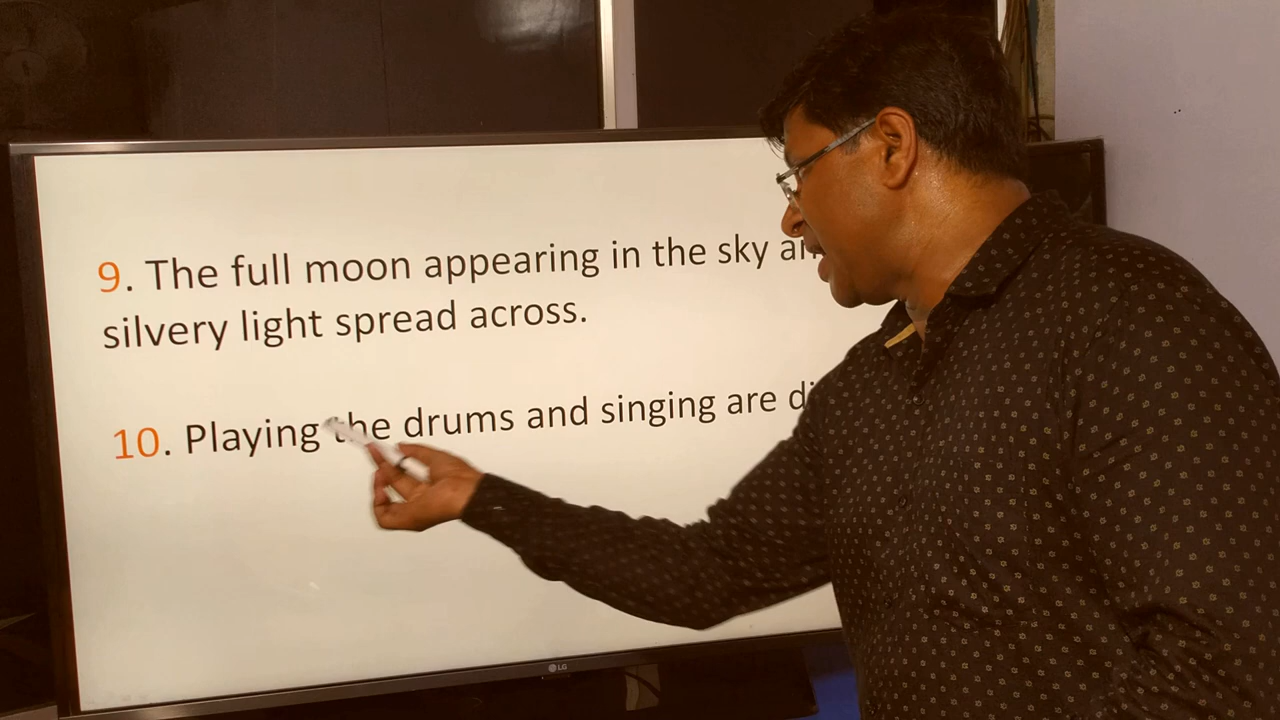 9. The full moon appearing in the sky
silvery light spread across.
10. Playing the drums and singing are
LG